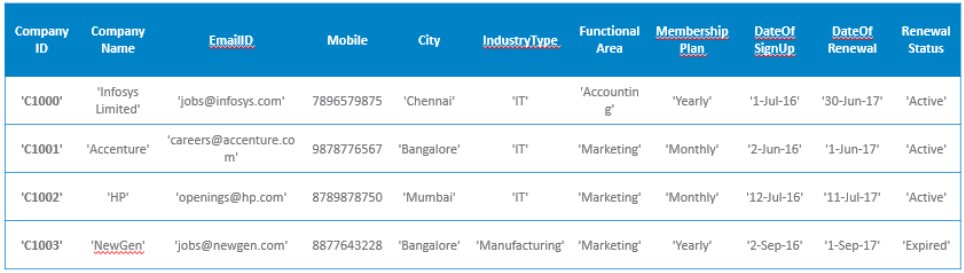 Company ID Company Name EmailID Mobile City IndustryType Functional Area Membership Plan DateOf SignUp DateOf Renewal Renewal Status
'C1000' 'Infosys Limited' 'jobs@infosys.com' 7896579875 'Chennai' 'IT' 'Accountin g' 'Yearly' '1-Jul-16' '30-Jun-17' 'Active'
'C1001' 'Accenture' 'careers@accenture.co m' 9878776567 'Bangalore' 'IT' 'Marketing' 'Monthly' '2-Jun-16' '1-Jun-17' 'Active'
'C1002' 'HP' 'openings@hp.com' 8789878750 'Mumbai' 'IT' 'Marketing' 'Monthly' '12-Jul-16' '11-Jul-17' 'Active'
'C1003' 'NewGen' 'jobs@newgen.com' 8877643228 'Bangalore' 'Manufacturing' 'Marketing' 'Yearly' '2-Sep-16' '1-Sep-17' 'Expired'